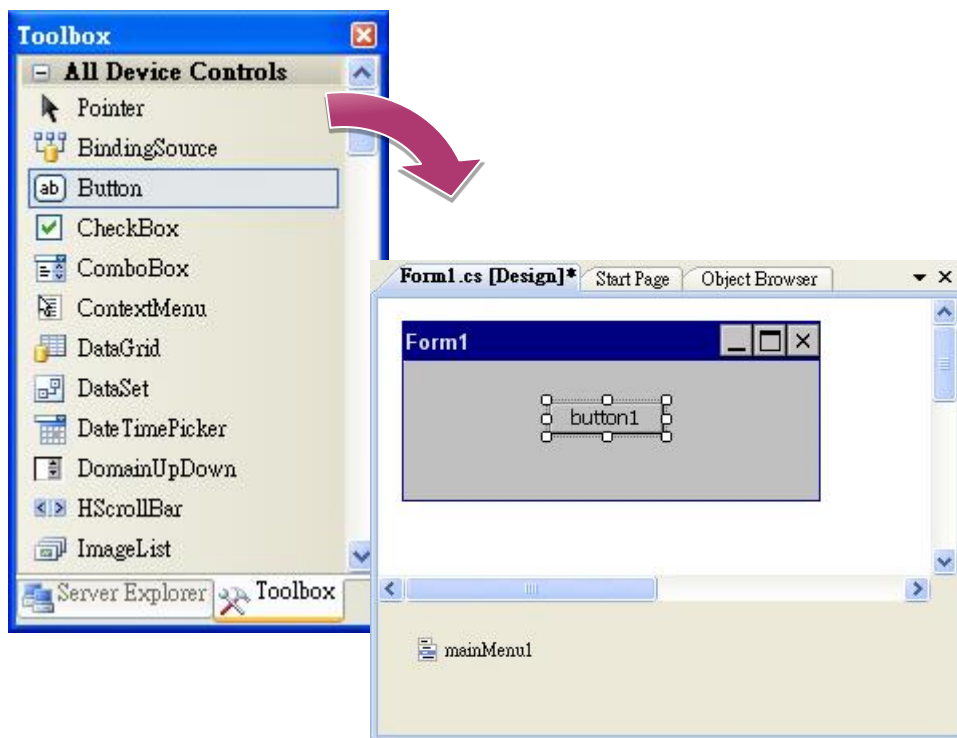 Toolbox
All Device Controls
Pointer
BindingSource
ab Button
CheckBox
ComboBox
ContextMenu
DataGrid
DataSet
DateTimePicker
DomainUpDown
HScrollBar
ImageList
Server Explorer Toolbox
Form1.cs [Design]* Start Page Object Browser
Form1
button1
mainMenu1